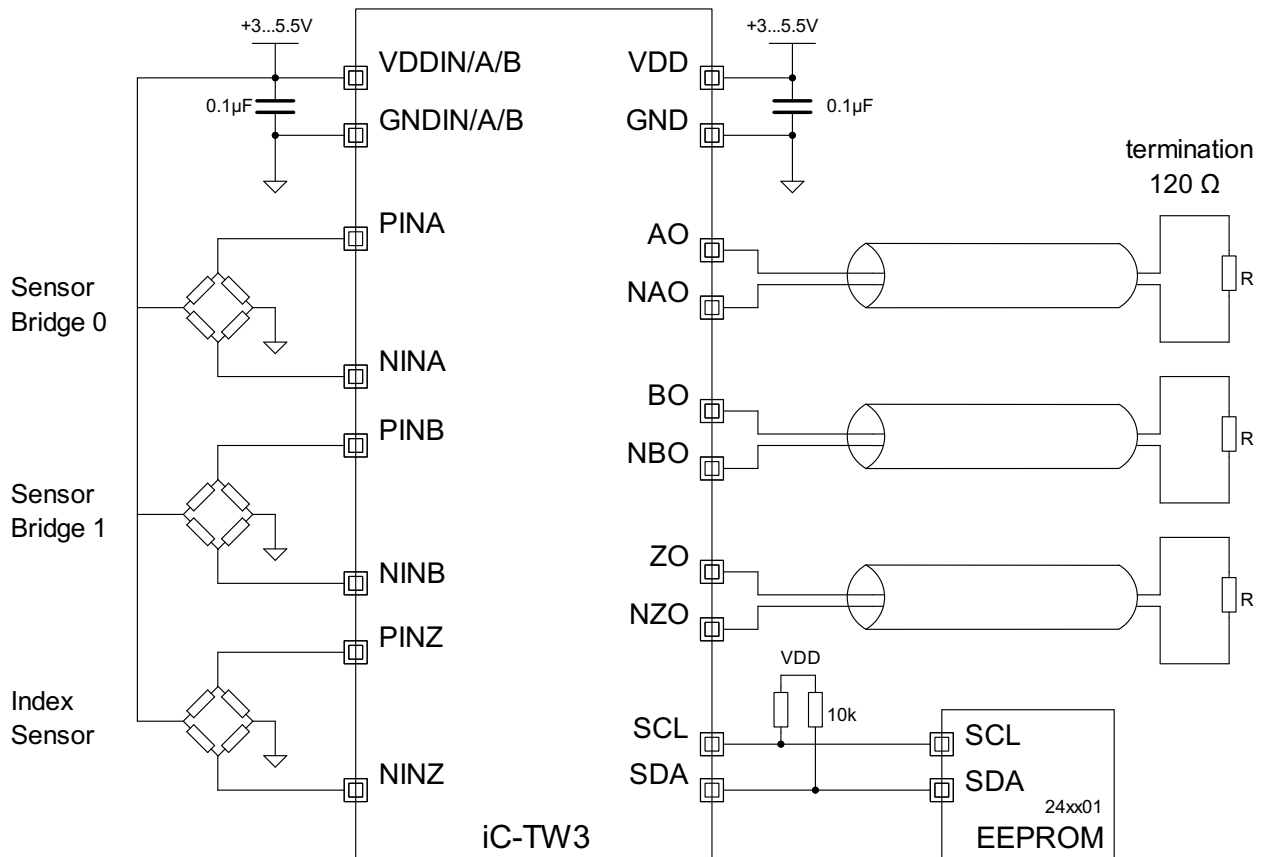 +3...5.5V
+3...5.5V
VDDIN/A/B
VDD
0.1µF
0.1µF
GNDIN/A/B
GND
termination
120 Ω
PINA
AO
Sensor
Bridge 0
NAO
R
NINA
BO
PINB
NBO
R
Sensor
Bridge 1
ZO
NINB
NZO
R
PINZ
VDD
Index
Sensor
10k
SCL
SCL
NINZ
SDA
SDA
24xx01
iC-TW3
EEPROM